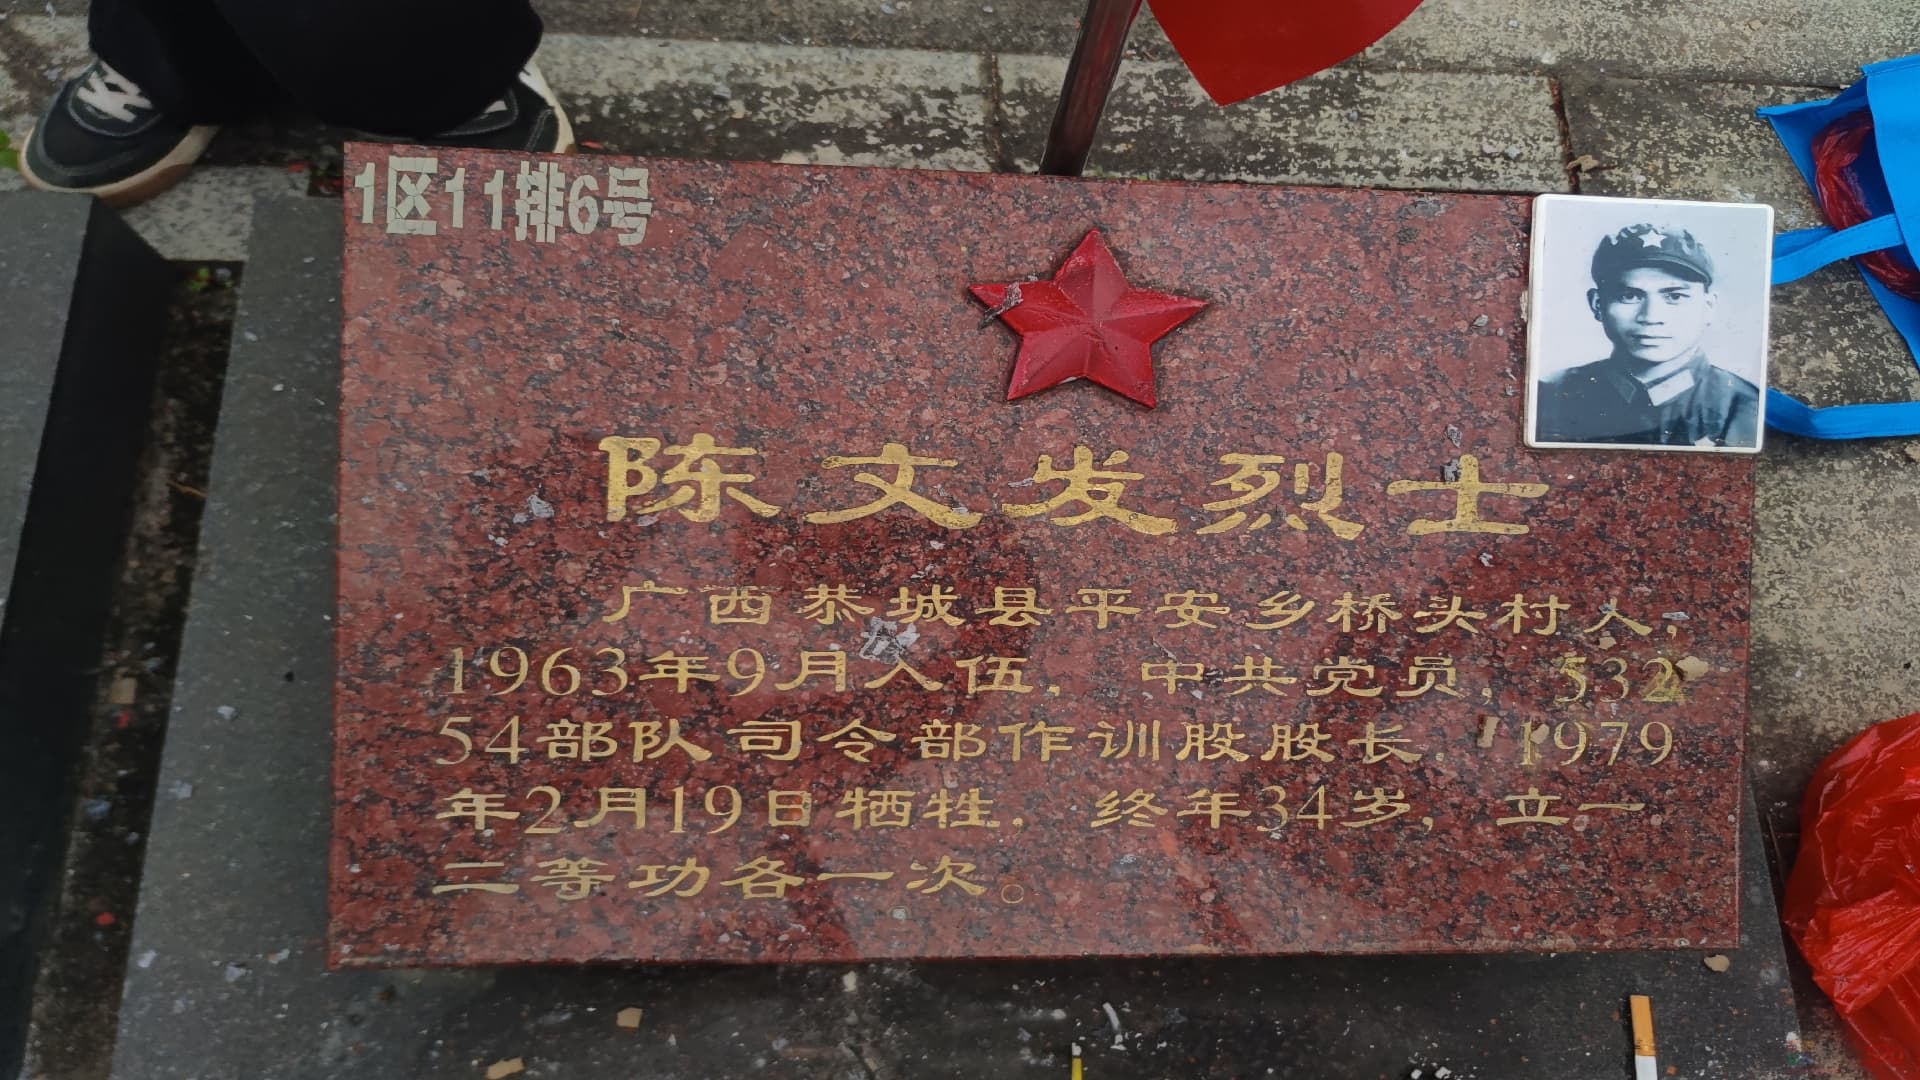 1区11排6号
陈文发烈士
广西恭城县平安乡桥头村人，
1963年9月入伍，中共党员，532
54部队司令部作训股股长，1979
年2月19日牺牲，终年34岁，立一
二等功各一次。